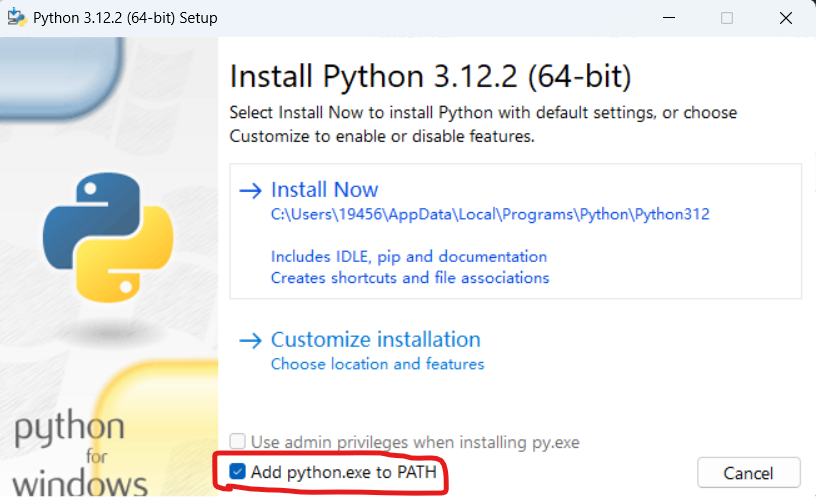 Python 3.12.2 (64-bit) Setup
Install Python 3.12.2 (64-bit)
Select Install Now to install Python with default settings, or choose
Customize to enable or disable features.
Install Now
C:\Users\19456\AppData\Local\Programs\Python\Python312
Includes IDLE, pip and documentation
Creates shortcuts and file associations
Customize installation
Choose location and features
Use admin privileges when installing py.exe
Add python.exe to PATH
Cancel
python
for
windows